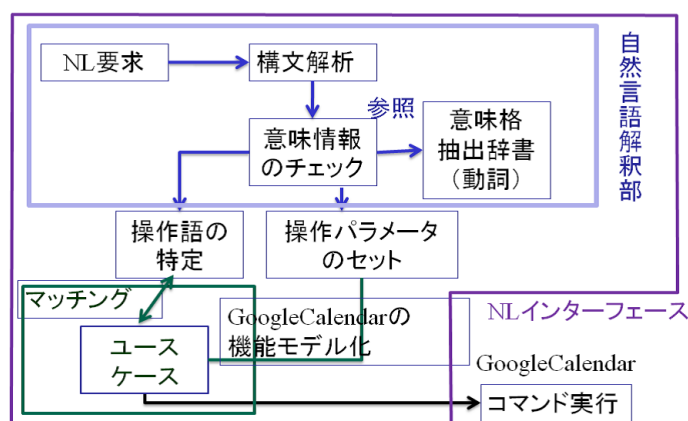 NL要求
構文解析
自然言語解釈部
参照
意味情報
のチェック
意味格
抽出辞書
（動詞）
操作語の
特定
操作パラメータ
のセット
マッチング
GoogleCalendarの
機能モデル化
NLインターフェース
ユース
ケース
GoogleCalendar
コマンド実行